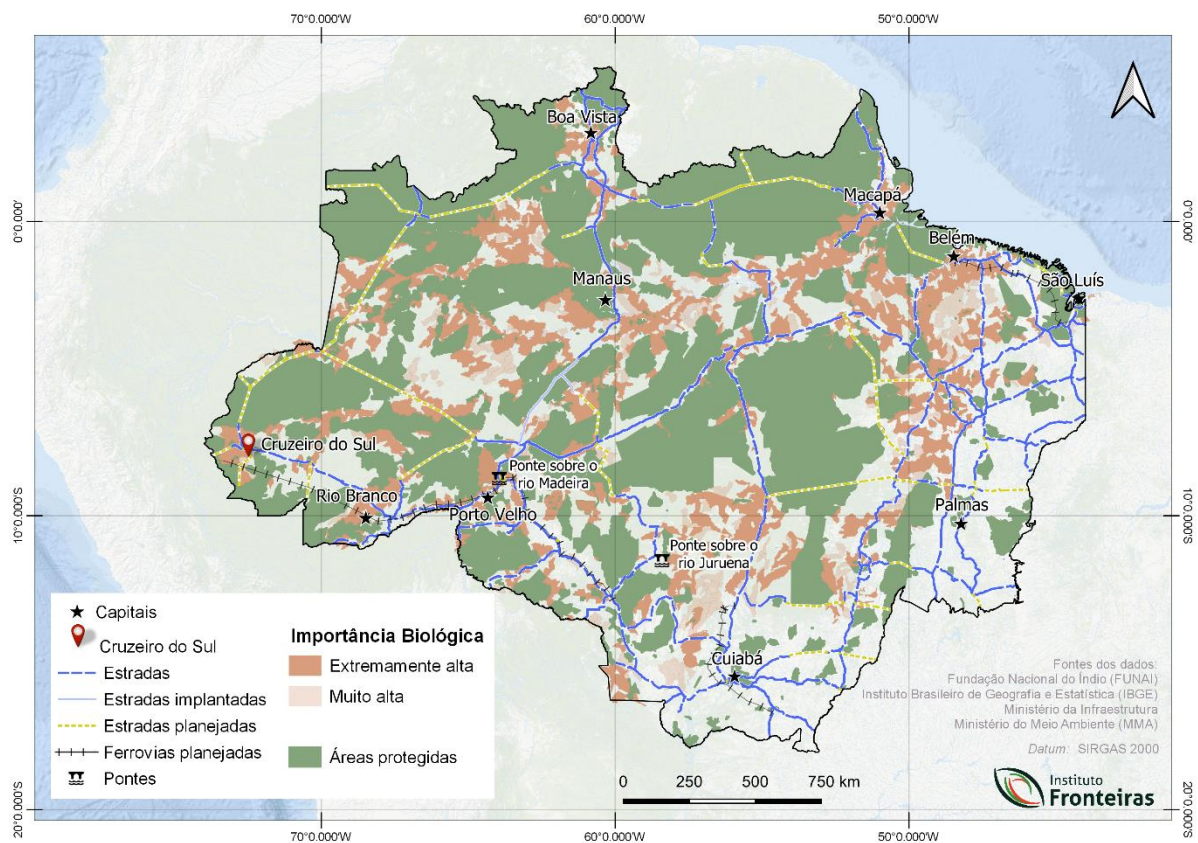 70°0.000'W
60°0.000'W
50°0.000'W
0°0.000'
10°0.000'S
20°0.000'S
0°0.000'
10°0.000'S
20°0.000'S
Boa Vista
Macapa
Belém
São Luís
Manaus
Cruzeiro do Sul
Rio Branco
Ponte sobre o
rio Madeira
Porto Velho
Palmas
Ponte sobre o
rio Juruena
Cuiabá
Capitais
Cruzeiro do Sul
Estradas
Estradas implantadas
Estradas planejadas
Ferrovias planejadas
Pontes
Importância Biológica
Extremamente alta
Muito alta
Áreas protegidas
0 250 500 750 km
Fontes dos dados:
Fundação Nacional do Índio (FUNAI)
Instituto Brasileiro de Geografia e Estatística (IBGE)
Ministério da Infraestrutura
Ministério do Meio Ambiente (MMA)
Datum: SIRGAS 2000
Instituto
Fronteiras
70°0.000'W
60°0.000'W
50°0.000'W